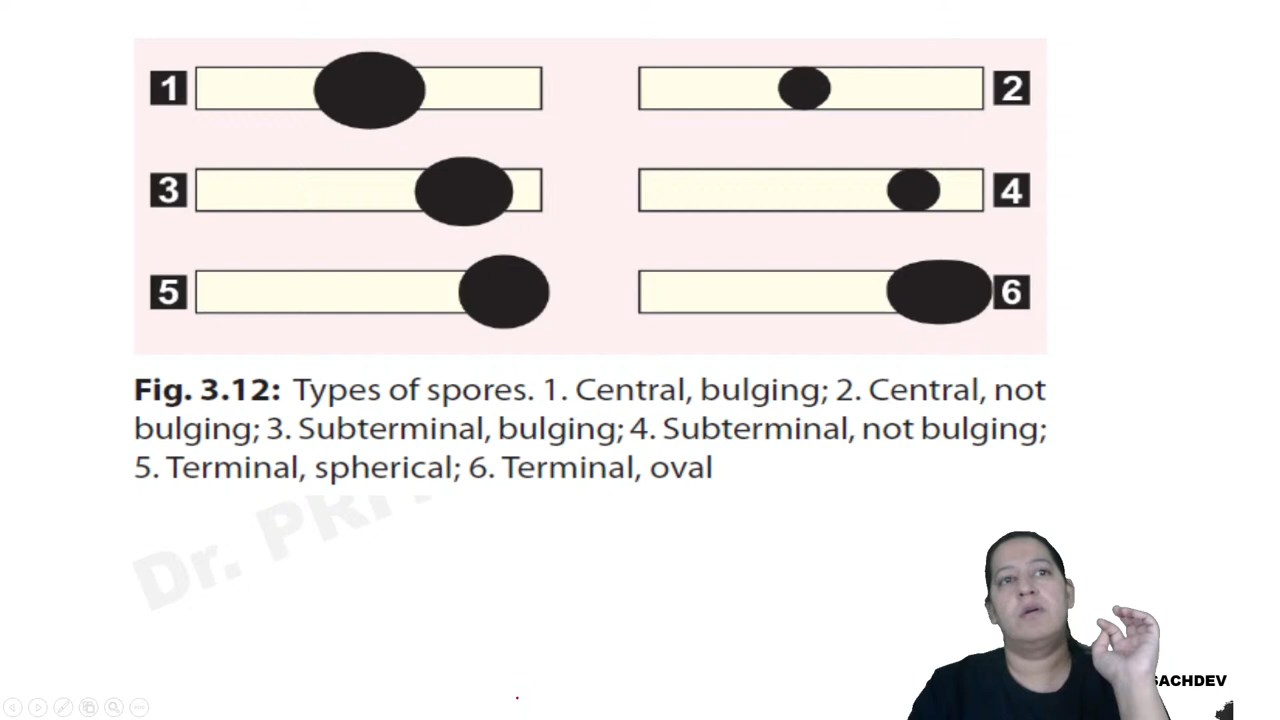 1
2
3
4
5
6
Fig. 3.12: Types of spores. 1. Central, bulging; 2. Central, not
bulging; 3. Subterminal, bulging; 4. Subterminal, not bulging;
5. Terminal, spherical; 6. Terminal, oval
Dr.
SACHDEV